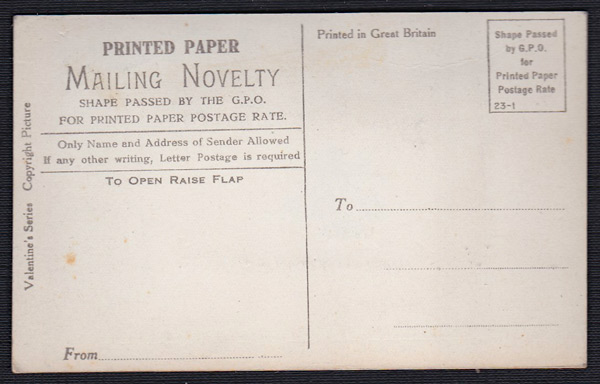 PRINTED PAPER
MAILING NOVELTY
SHAPE PASSED BY THE G.P.O.
FOR PRINTED PAPER POSTAGE RATE.
Only Name and Address of Sender Allowed
If any other writing, Letter Postage is required
TO OPEN RAISE FLAP
Valentine's Series Copyright Picture
From
Printed in Great Britain
Shape Passed
by G.P.O.
for
Printed Paper
Postage Rate
23-1
To